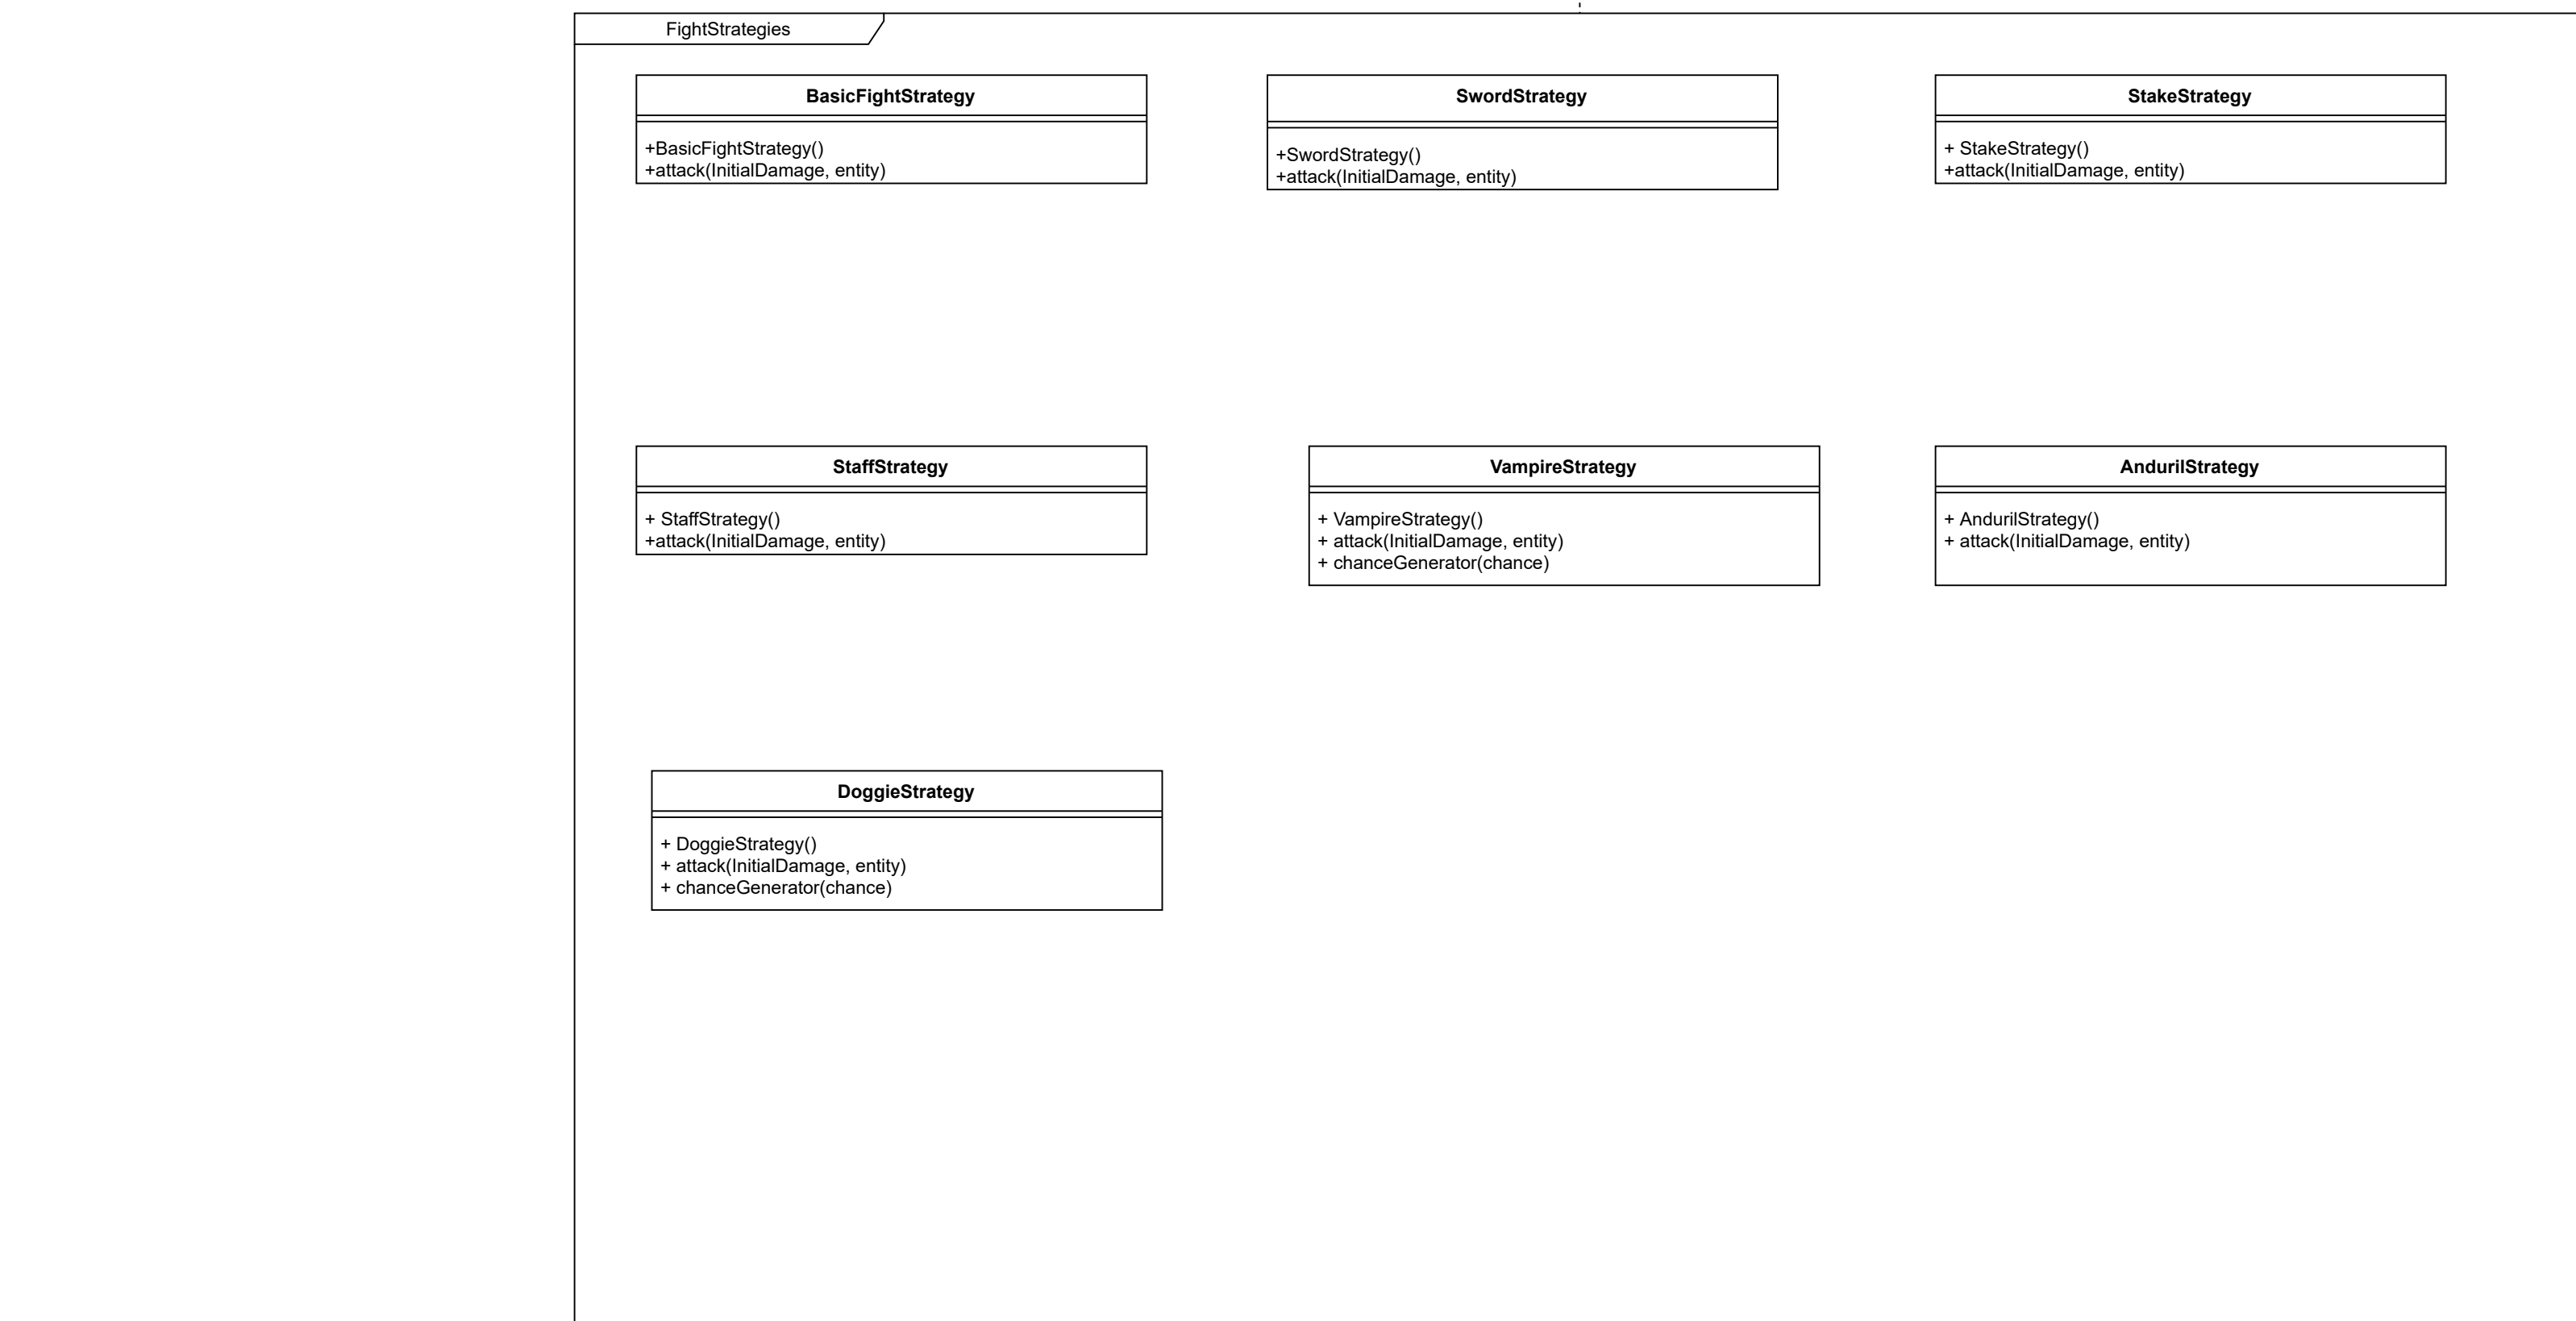 FightStrategies
BasicFightStrategy
+BasicFightStrategy()
+attack(InitialDamage, entity)
SwordStrategy
+SwordStrategy()
+attack(InitialDamage, entity)
StakeStrategy
+ StakeStrategy()
+attack(InitialDamage, entity)
StaffStrategy
+ StaffStrategy()
+attack(InitialDamage, entity)
VampireStrategy
+ VampireStrategy()
+ attack(InitialDamage, entity)
+ chanceGenerator(chance)
AndurilStrategy
+ AndurilStrategy()
+ attack(InitialDamage, entity)
DoggieStrategy
+ DoggieStrategy()
+ attack(InitialDamage, entity)
+ chanceGenerator(chance)